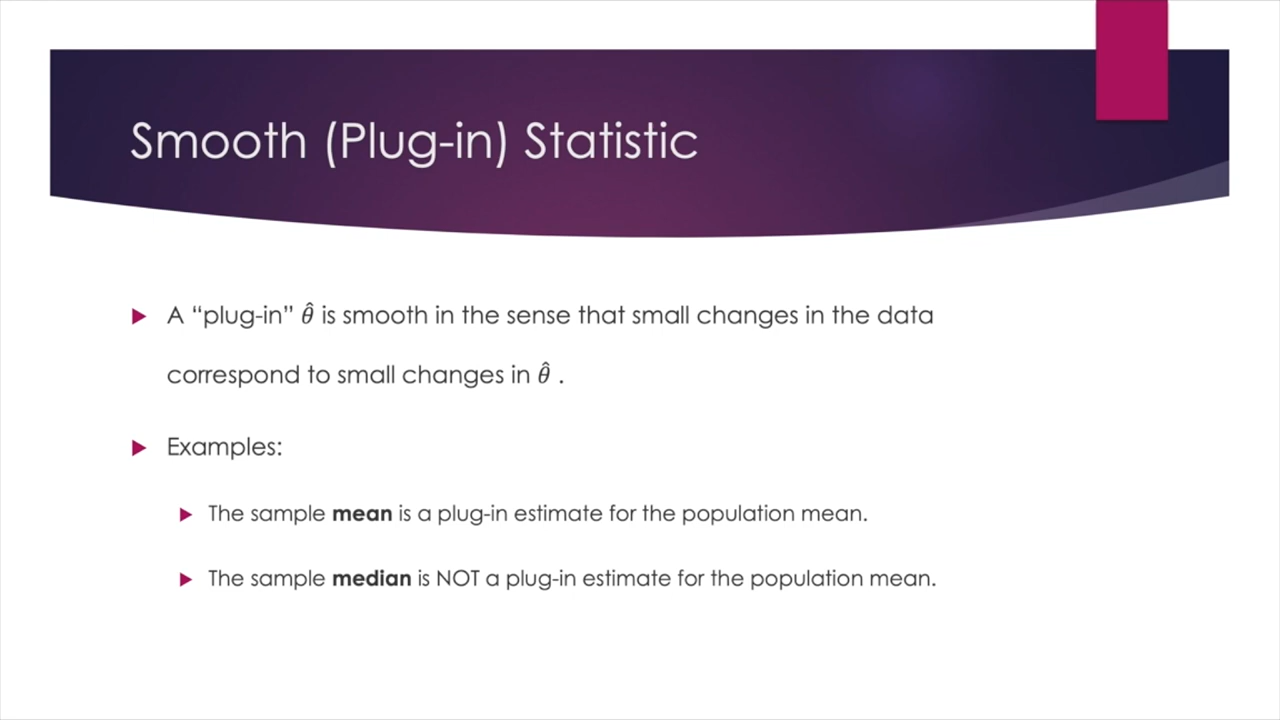 Smooth (Plug-in) Statistic
A “plug-in” θ̂ is smooth in the sense that small changes in the data
correspond to small changes in θ̂ .
Examples:
The sample mean is a plug-in estimate for the population mean.
The sample median is NOT a plug-in estimate for the population mean.